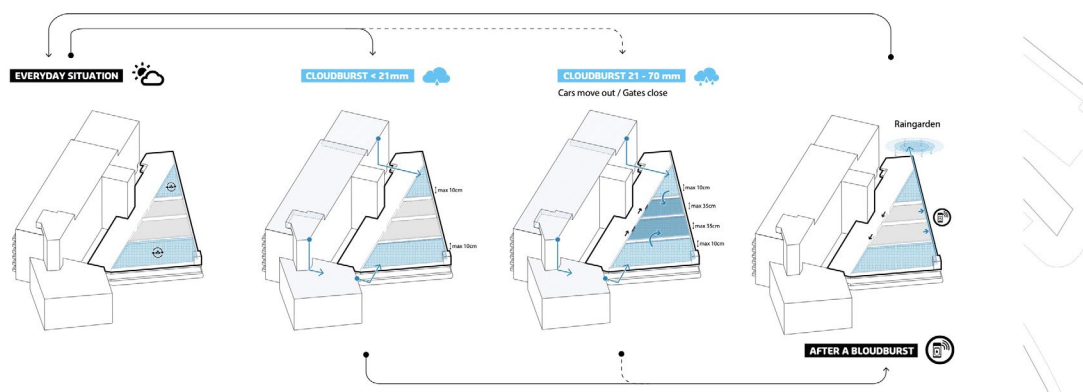 EVERYDAY SITUATION
CLOUDBURST < 21mm
CLOUDBURST 21 - 70 mm
Cars move out / Gates close
Raingarden
max 10cm
max 10cm
max 10cm
max 35cm
max 35cm
max 10cm
AFTER A BLOUDBURST